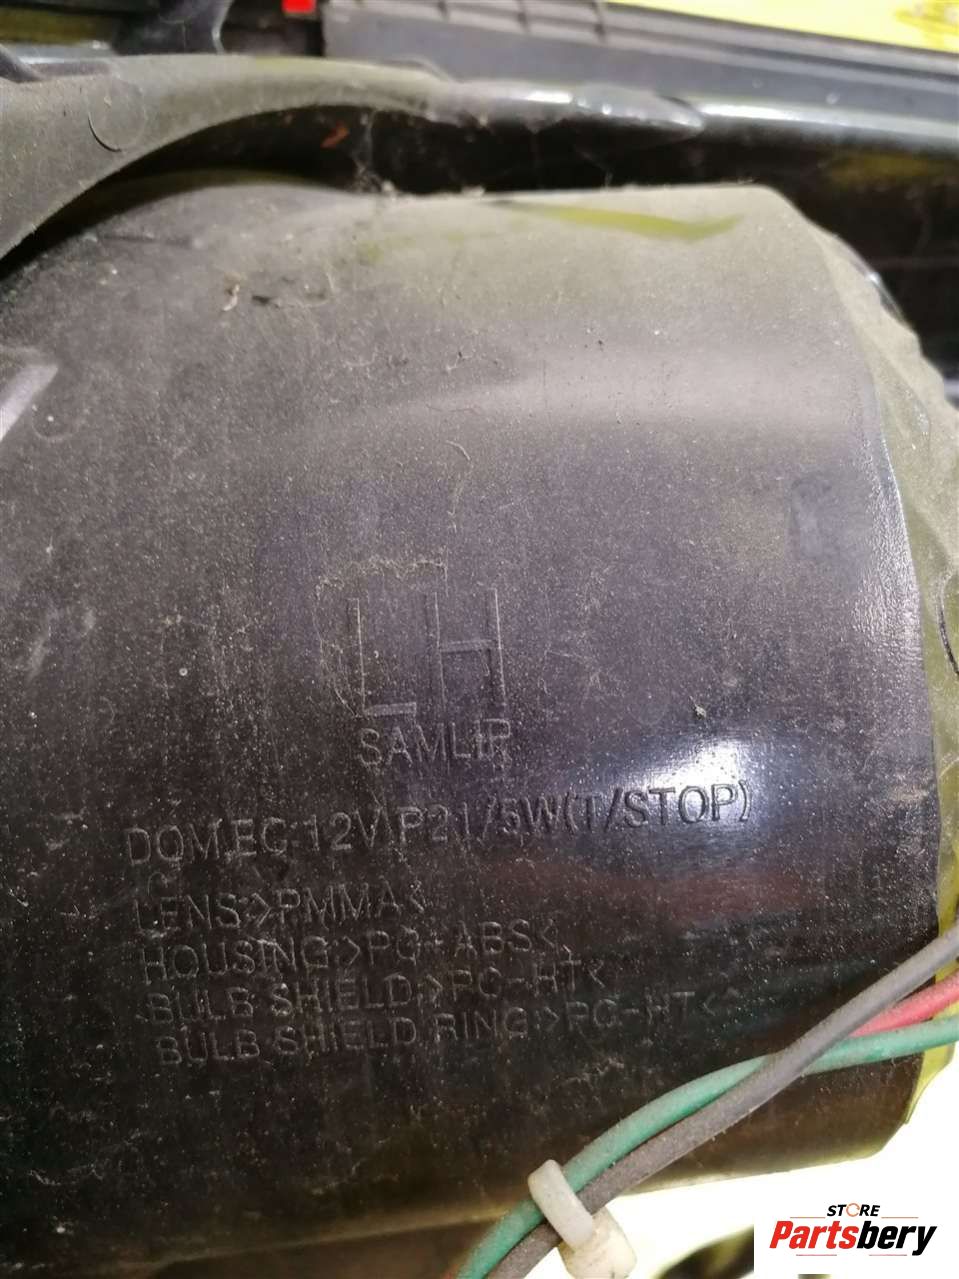 LH
SAMLIP
DOM.EC:12V P21/5W(T/STOP)
LENS:>PMMA<
HOUSING:>PC+ABS<
BULB SHIELD:>PC-HT<
BULB SHIELD RING:>PC-HT<
STORE
Partsbery